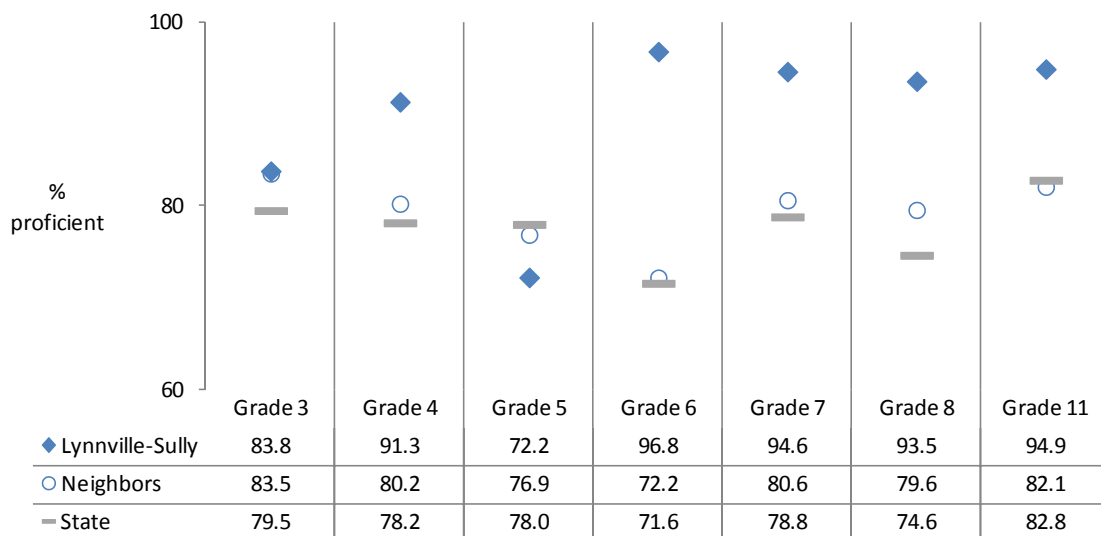 100
80
60
%
proficient
Grade 3 Grade 4 Grade 5 Grade 6 Grade 7 Grade 8 Grade 11
Lynnville-Sully 83.8 91.3 72.2 96.8 94.6 93.5 94.9
Neighbors 83.5 80.2 76.9 72.2 80.6 79.6 82.1
State 79.5 78.2 78.0 71.6 78.8 74.6 82.8